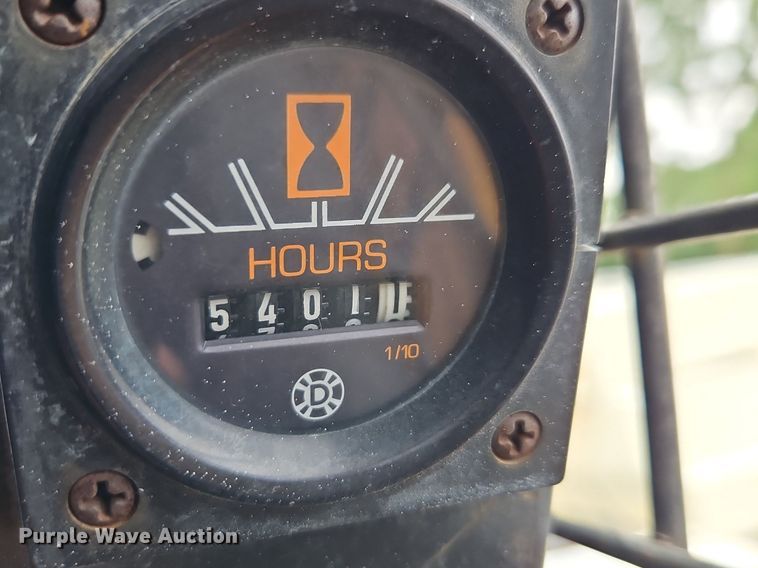 HOURS
5401
1/10
D
Purple Wave Auction